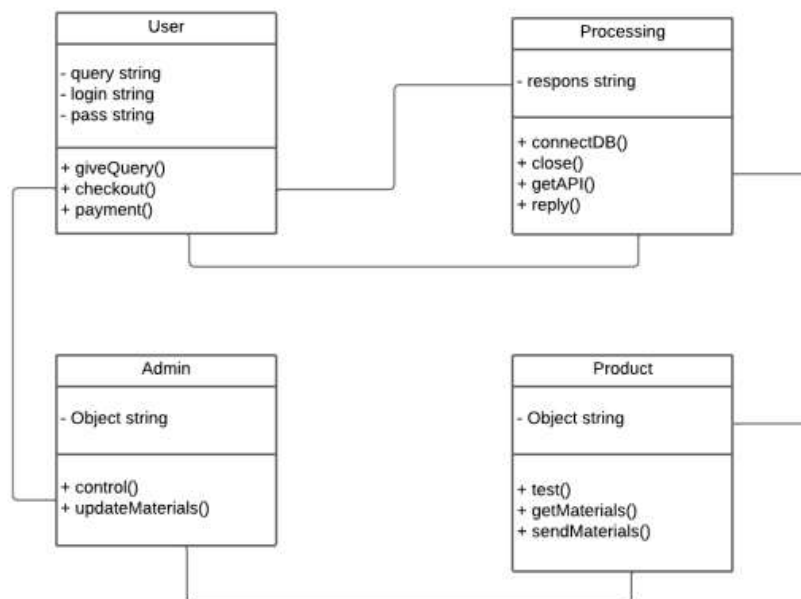 User
- query string
- login string
- pass string
+ giveQuery()
+ checkout()
+ payment()
Processing
- respons string
+ connectDB()
+ close()
+ getAPI()
+ reply()
Admin
- Object string
+ control()
+ updateMaterials()
Product
- Object string
+ test()
+ getMaterials()
+ sendMaterials()